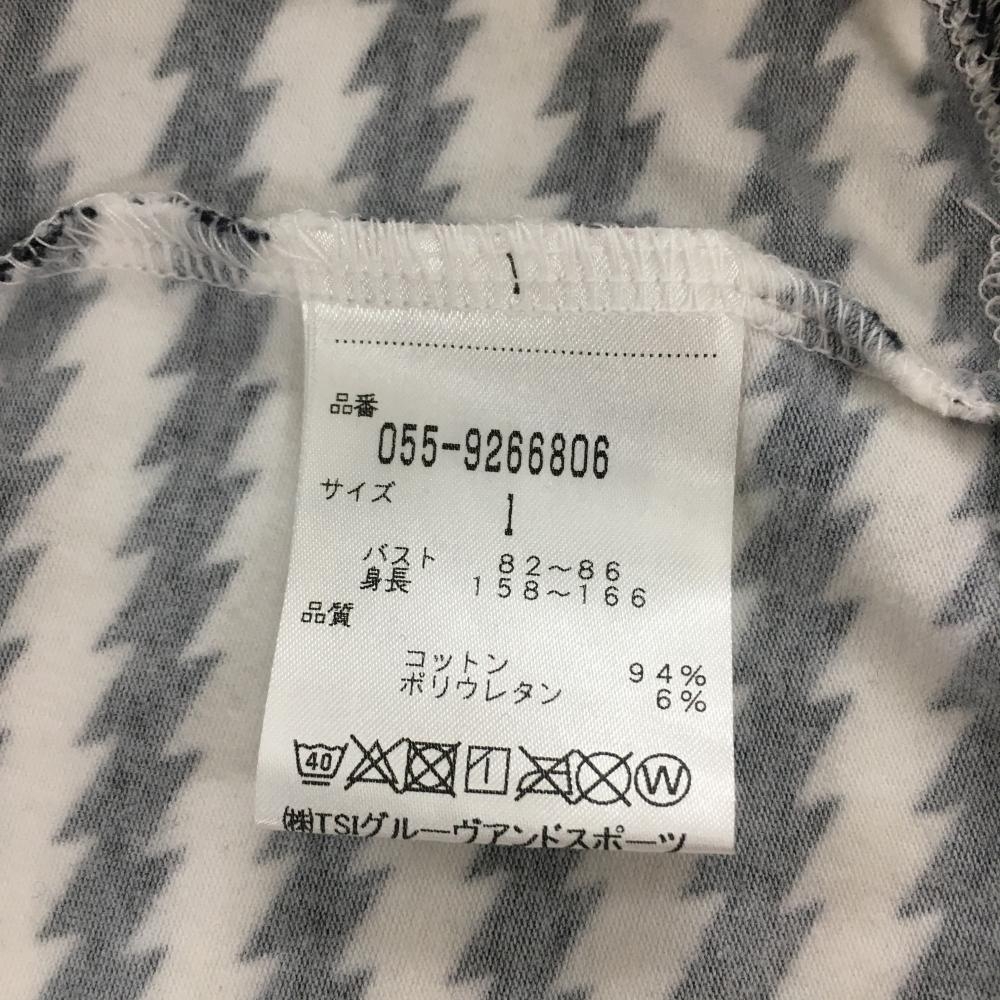 品番
055-9266806
サイズ
1
バスト 82~86
身長 158~166
品質
コットン 94%
ポリウレタン 6%
40 W
㈱TSIグルーヴアンドスポーツ